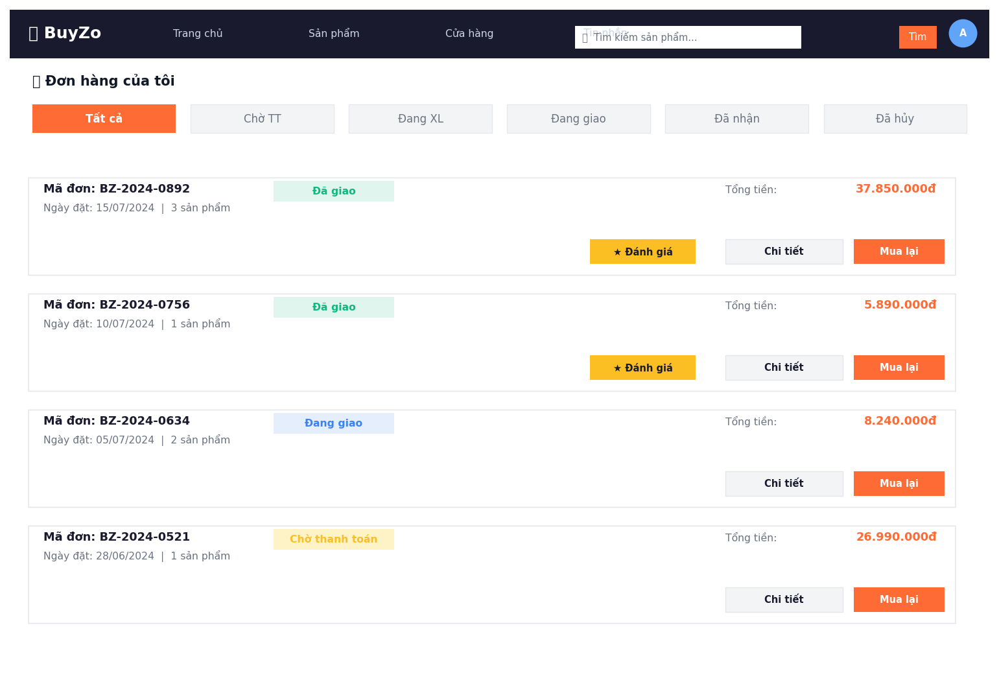 BuyZo
Trang chủ
Sản phẩm
Cửa hàng
Tin nhắn
Tìm kiếm sản phẩm...
Tìm
A
Đơn hàng của tôi
Tất cả
Chờ TT
Đang XL
Đang giao
Đã nhận
Đã hủy
Mã đơn: BZ-2024-0892
Đã giao
Tổng tiền:
37.850.000đ
Ngày đặt: 15/07/2024 | 3 sản phẩm
★ Đánh giá
Chi tiết
Mua lại
Mã đơn: BZ-2024-0756
Đã giao
Tổng tiền:
5.890.000đ
Ngày đặt: 10/07/2024 | 1 sản phẩm
★ Đánh giá
Chi tiết
Mua lại
Mã đơn: BZ-2024-0634
Đang giao
Tổng tiền:
8.240.000đ
Ngày đặt: 05/07/2024 | 2 sản phẩm
Chi tiết
Mua lại
Mã đơn: BZ-2024-0521
Chờ thanh toán
Tổng tiền:
26.990.000đ
Ngày đặt: 28/06/2024 | 1 sản phẩm
Chi tiết
Mua lại